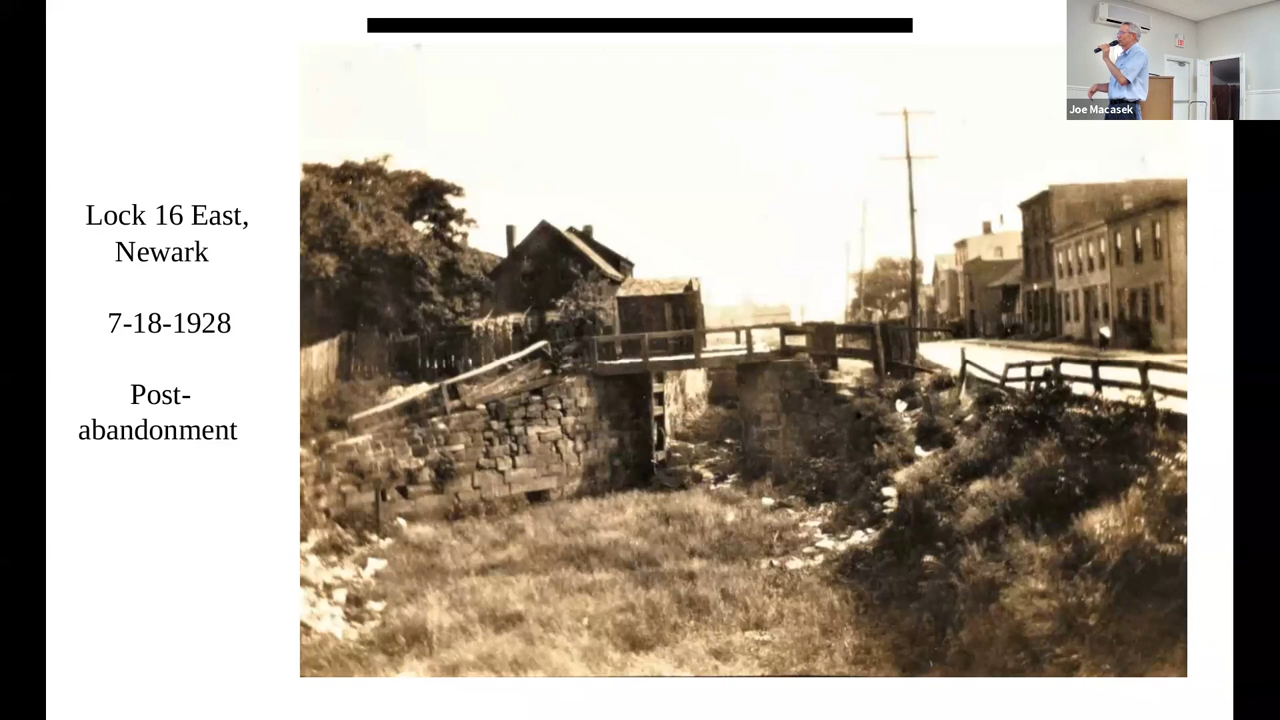 Joe Macasek
Lock 16 East,
Newark
7-18-1928
Post-
abandonment